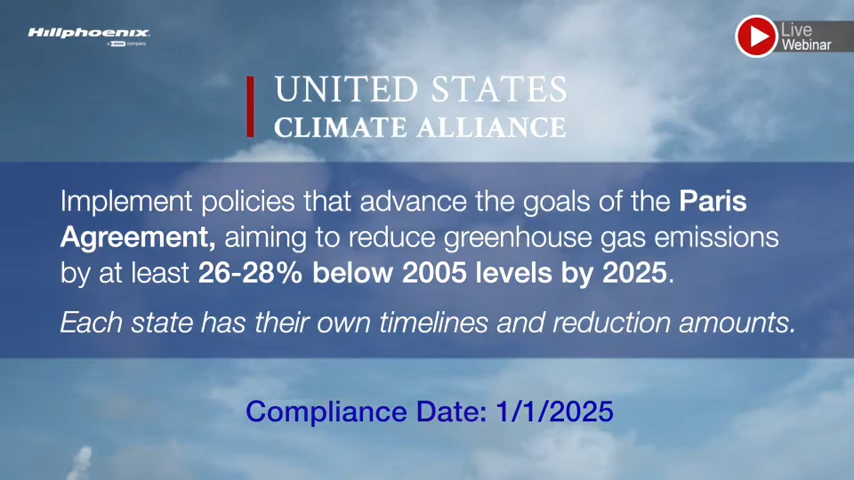 Hillphoenix.
Live
Webinar
UNITED STATES
CLIMATE ALLIANCE
Implement policies that advance the goals of the Paris
Agreement, aiming to reduce greenhouse gas emissions
by at least 26-28% below 2005 levels by 2025.
Each state has their own timelines and reduction amounts.
Compliance Date: 1/1/2025